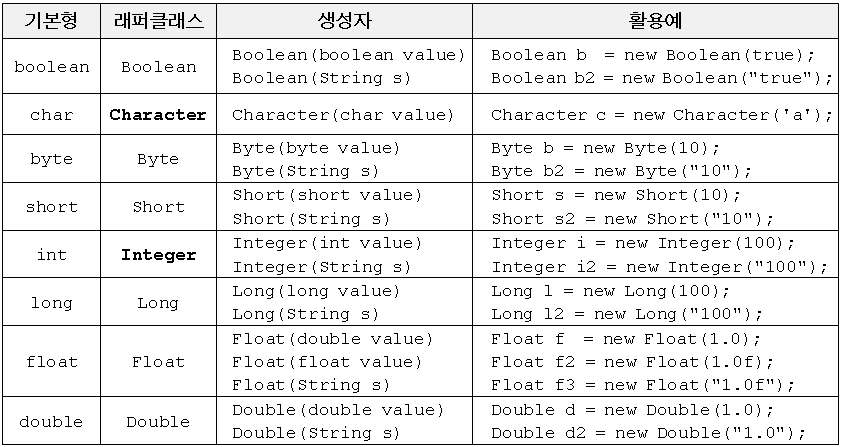 기본형 래퍼클래스 생성자 활용예
boolean Boolean Boolean(boolean value) Boolean b  = new Boolean(true);
Boolean(String s) Boolean b2 = new Boolean("true");
char Character Character(char value) Character c = new Character('a');
byte Byte Byte(byte value) Byte b = new Byte(10);
Byte(String s) Byte b2 = new Byte("10");
short Short Short(short value) Short s = new Short(10);
Short(String s) Short s2 = new Short("10");
int Integer Integer(int value) Integer i = new Integer(100);
Integer(String s) Integer i2 = new Integer("100");
long Long Long(long value) Long l = new Long(100);
Long(String s) Long l2 = new Long("100");
float Float Float(double value) Float f  = new Float(1.0);
Float(float value) Float f2 = new Float(1.0f);
Float(String s) Float f3 = new Float("1.0f");
double Double Double(double value) Double d = new Double(1.0);
Double(String s) Double d2 = new Double("1.0");